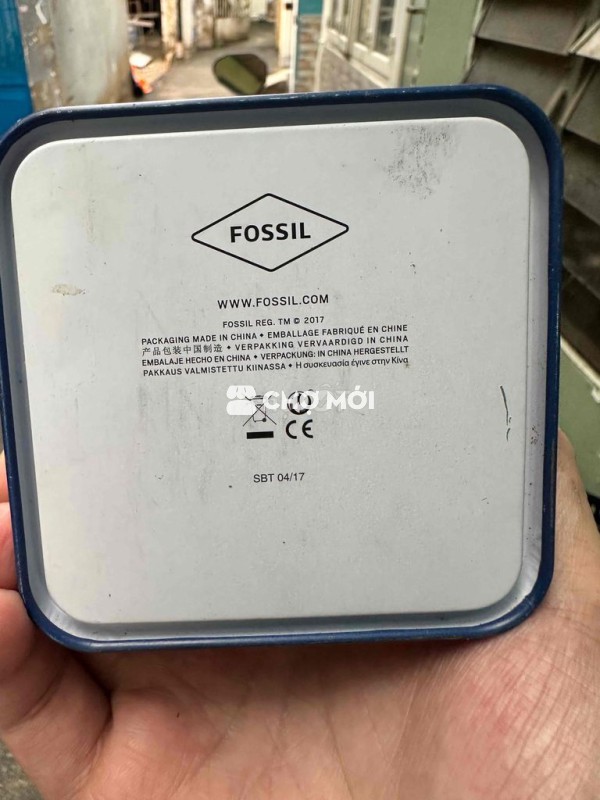 FOSSIL
WWW.FOSSIL.COM
FOSSIL REG. TM © 2017
PACKAGING MADE IN CHINA • EMBALLAGE FABRIQUÉ EN CHINE
产品包装中国制造 • VERPAKKING VERVAARDIGD IN CHINA
EMBALAJE HECHO EN CHINA • VERPACKUNG: IN CHINA HERGESTELLT
PAKKAUS VALMISTETTU KIINASSA • Η συσκευασία έγινε στην Κίνα
CHỢ MỚI
CE
SBT 04/17